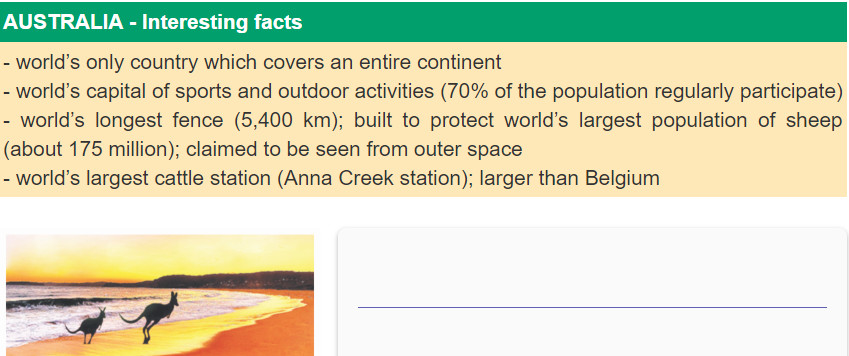 AUSTRALIA - Interesting facts
- world’s only country which covers an entire continent
- world’s capital of sports and outdoor activities (70% of the population regularly participate)
- world’s longest fence (5,400 km); built to protect world’s largest population of sheep
(about 175 million); claimed to be seen from outer space
- world’s largest cattle station (Anna Creek station); larger than Belgium